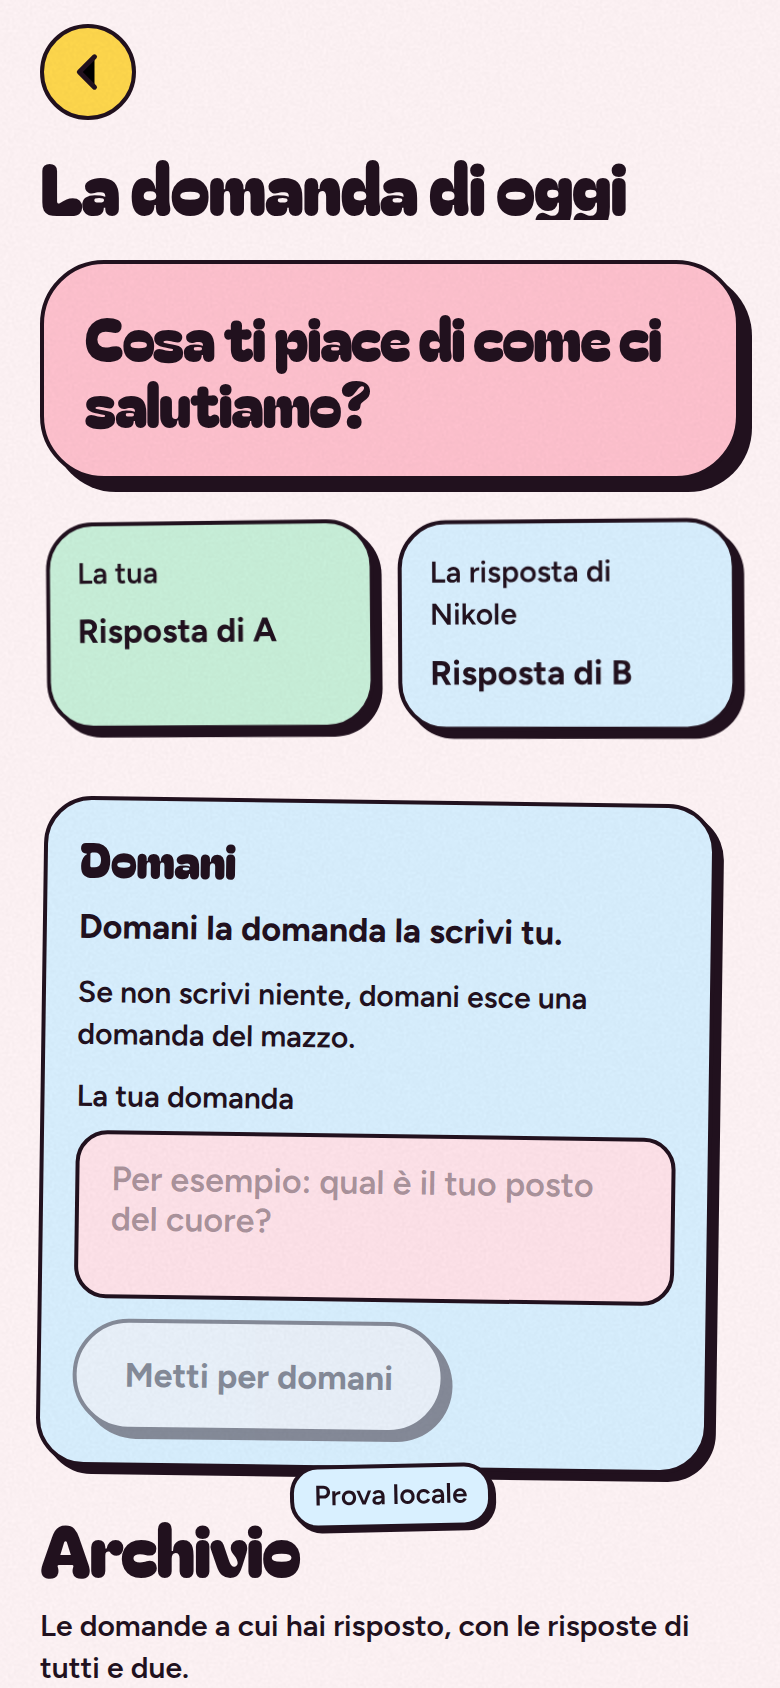 La domanda di oggi
Cosa ti piace di come ci
salutiamo?
La tua
Risposta di A
La risposta di
Nikole
Risposta di B
Domani
Domani la domanda la scrivi tu.
Se non scrivi niente, domani esce una
domanda del mazzo.
La tua domanda
Per esempio: qual è il tuo posto
del cuore?
Metti per domani
Prova locale
Archivio
Le domande a cui hai risposto, con le risposte di
tutti e due.